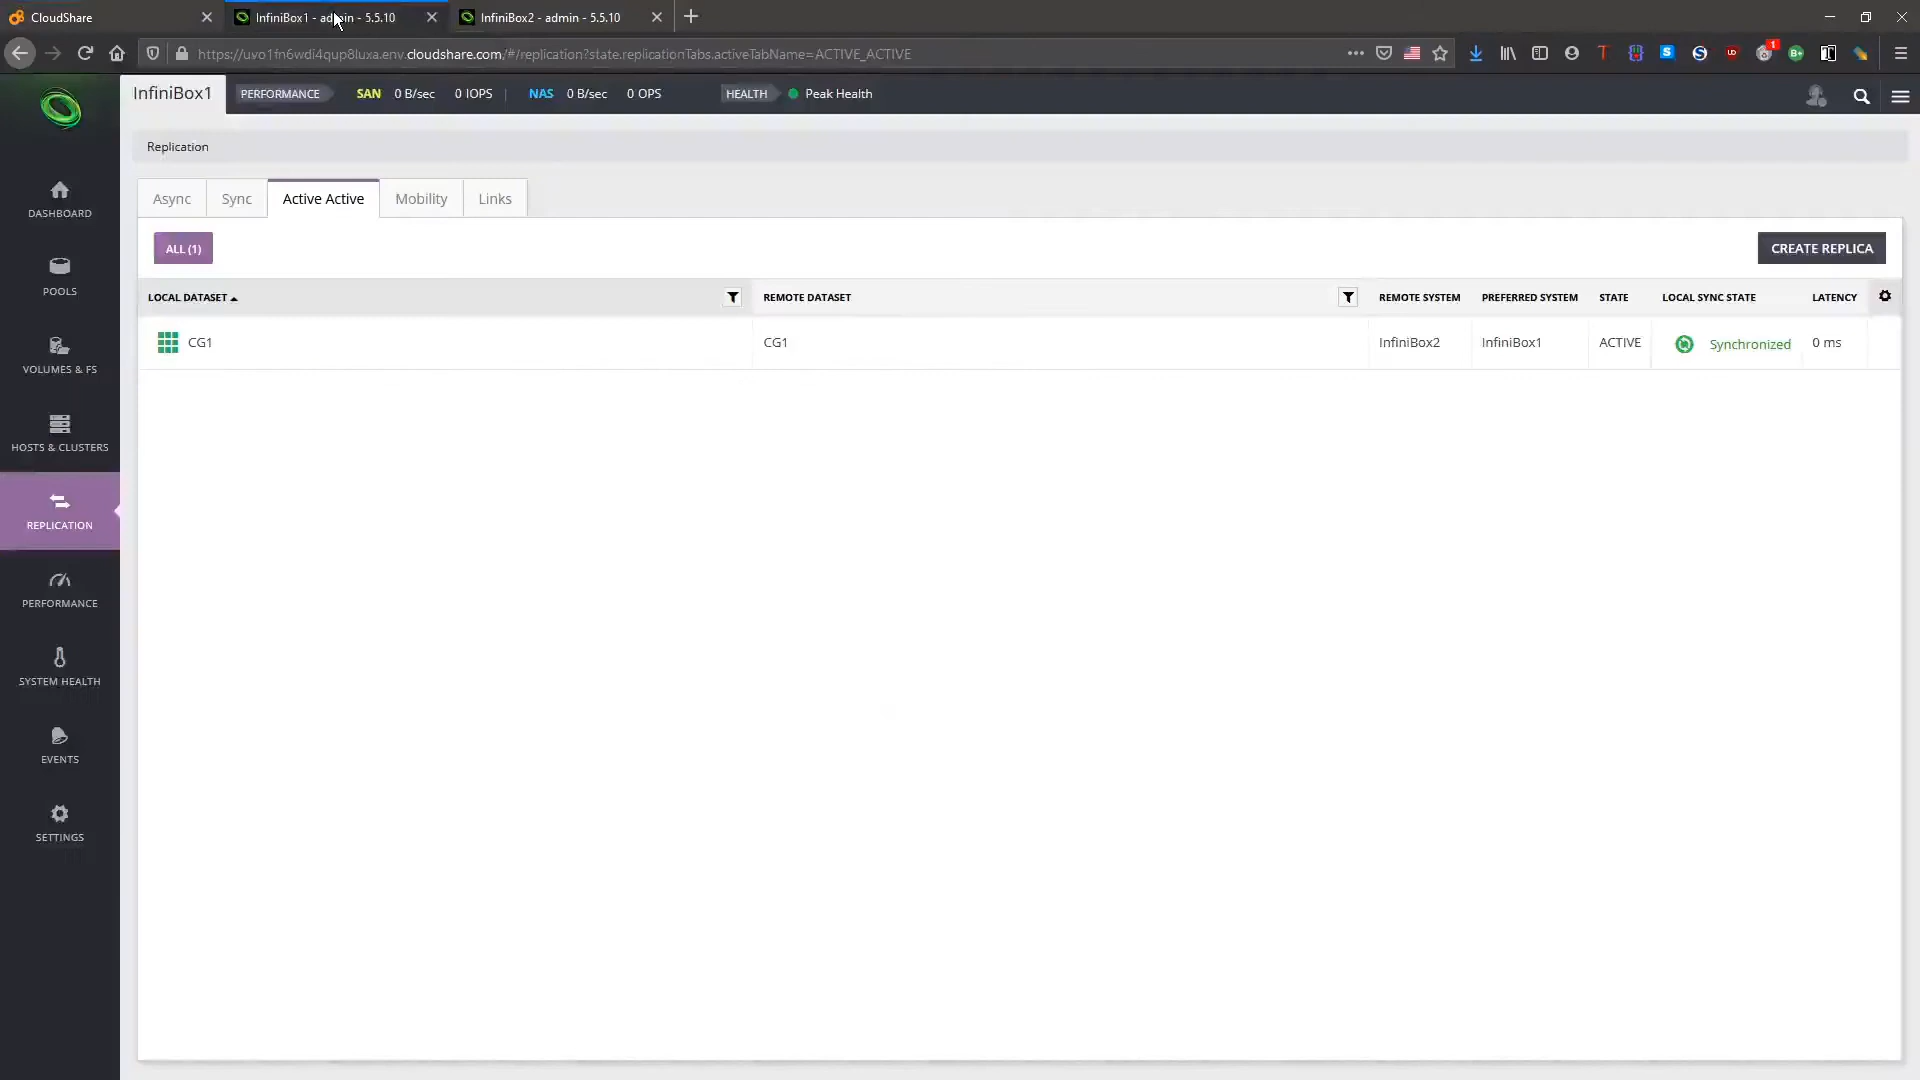 CloudShare
InfiniBox1 - admin - 5.5.10
InfiniBox2 - admin - 5.5.10
https://uvo1fn6wdi4qup8luxa.env.cloudshare.com/#/replication?state.replicationTabs.activeTabName=ACTIVE_ACTIVE
InfiniBox1
PERFORMANCE
SAN 0 B/sec 0 IOPS
NAS 0 B/sec 0 OPS
HEALTH
Peak Health
Replication
Async
Sync
Active Active
Mobility
Links
ALL (1)
CREATE REPLICA
LOCAL DATASET
REMOTE DATASET
REMOTE SYSTEM
PREFERRED SYSTEM
STATE
LOCAL SYNC STATE
LATENCY
CG1
CG1
InfiniBox2
InfiniBox1
ACTIVE
Synchronized
0 ms
DASHBOARD
POOLS
VOLUMES & FS
HOSTS & CLUSTERS
REPLICATION
PERFORMANCE
SYSTEM HEALTH
EVENTS
SETTINGS